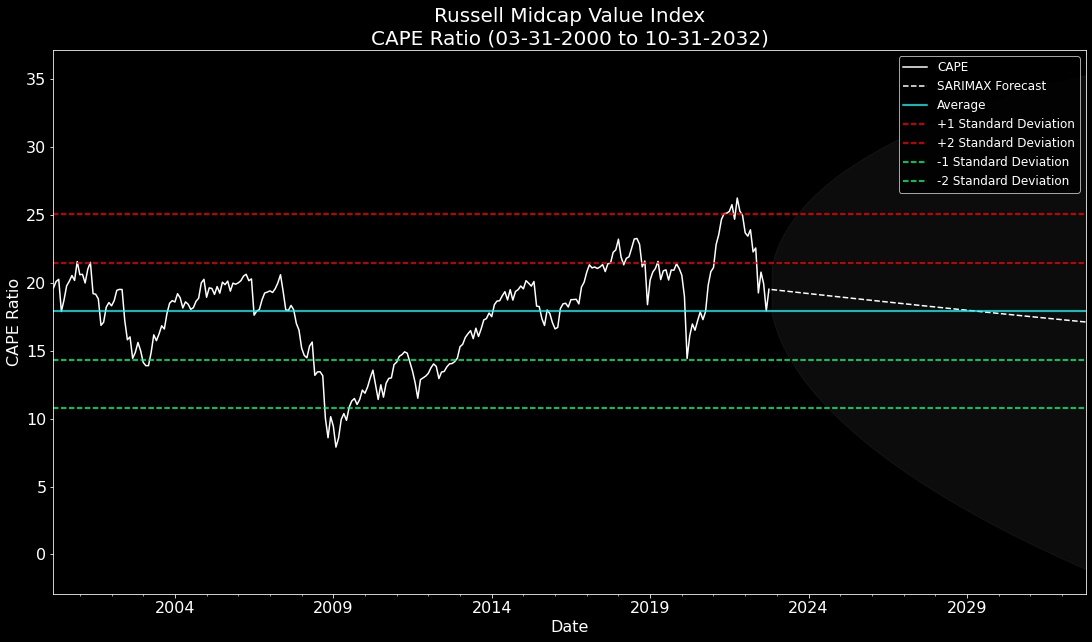 Russell Midcap Value Index
CAPE Ratio (03-31-2000 to 10-31-2032)
CAPE
SARIMAX Forecast
Average
+1 Standard Deviation
+2 Standard Deviation
-1 Standard Deviation
-2 Standard Deviation
35
30
25
20
15
10
5
0
CAPE Ratio
2004 2009 2014 2019 2024 2029
Date